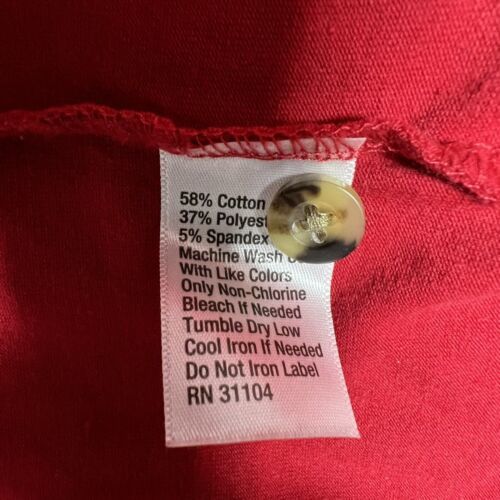 58% Cotton
37% Polyest
5% Spandex
Machine Wash
With Like Colors
Only Non-Chlorine
Bleach If Needed
Tumble Dry Low
Cool Iron If Needed
Do Not Iron Label
RN 31104